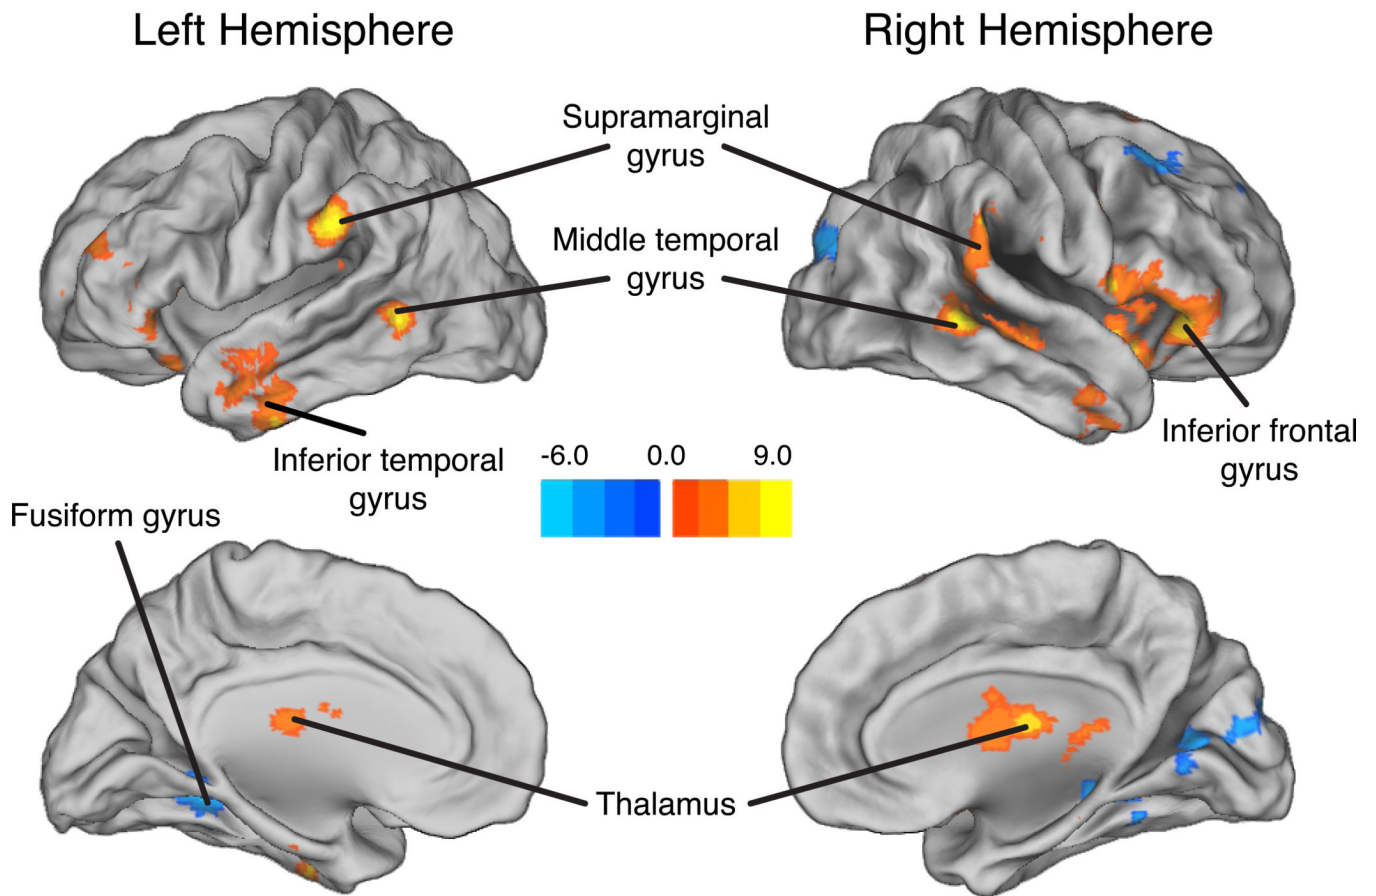 Left Hemisphere
Right Hemisphere
Supramarginal
gyrus
Middle temporal
gyrus
Inferior frontal
gyrus
Inferior temporal
gyrus
-6.0 0.0 9.0
Fusiform gyrus
Thalamus